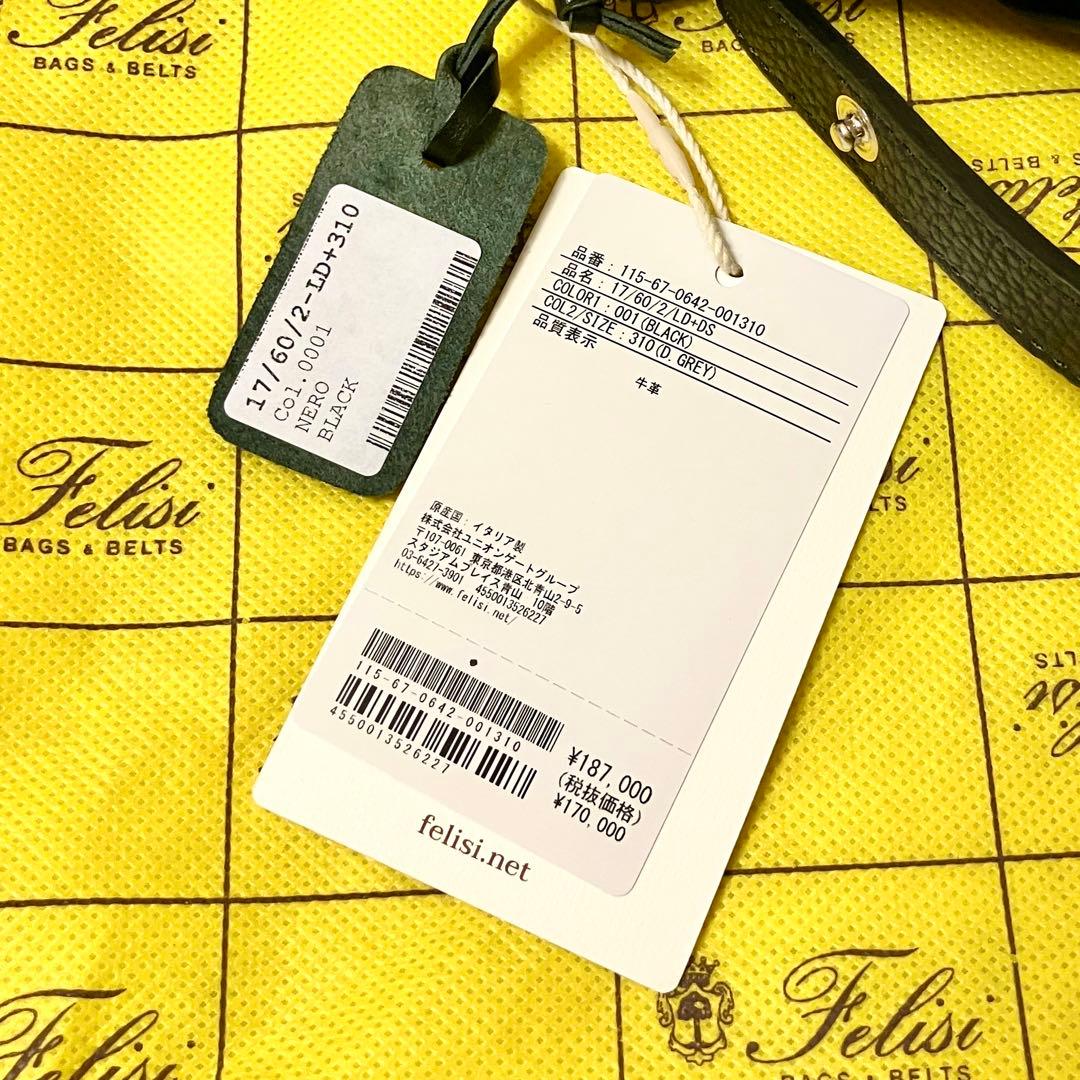 Felisi
BAGS & BELTS
BAGS & BELTS
& BELTS
17/60/2-LD+310
Col.0001
NERO
BLACK
品番：115-67-0642-001310
品名：17/60/2/LD+DS
COLOR1：001(BLACK)
COL2/SIZE：310(D.GREY)
品質表示
牛革
原産国：イタリア製
株式会社ユニオンゲートグループ
〒107-0061 東京都港区北青山2-9-5
スタジアムプレイス青山 10階
03-6427-3901 4550013526227
https://www.felisi.net/
115-67-0642-001310
4550013526227
¥187,000
(税抜価格)
¥170,000
felisi.net
Felisi
BAGS & BELTS
BELTS
Felisi
BAGS & BELTS
Felisi